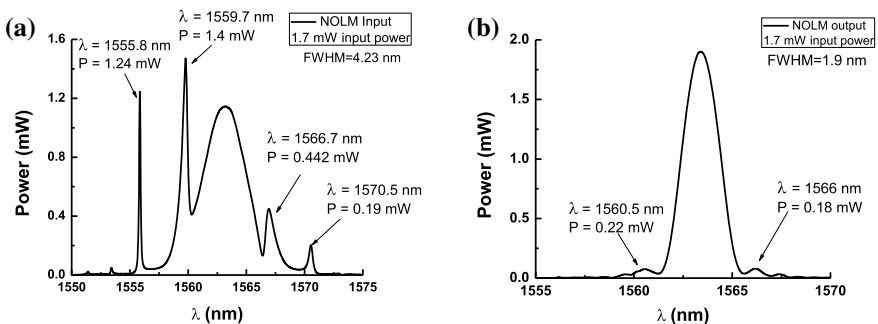 (a)
NOLM Input
1.7 mW input power
FWHM=4.23 nm
λ = 1555.8 nm
P = 1.24 mW
λ = 1559.7 nm
P = 1.4 mW
λ = 1566.7 nm
P = 0.442 mW
λ = 1570.5 nm
P = 0.19 mW
Power (mW)
1.6
1.2
0.8
0.4
0.0
1550 1555 1560 1565 1570 1575
λ (nm)
(b)
NOLM output
1.7 mW input power
FWHM=1.9 nm
λ = 1560.5 nm
P = 0.22 mW
λ = 1566 nm
P = 0.18 mW
Power (mW)
2.0
1.5
1.0
0.5
0.0
1555 1560 1565 1570
λ (nm)